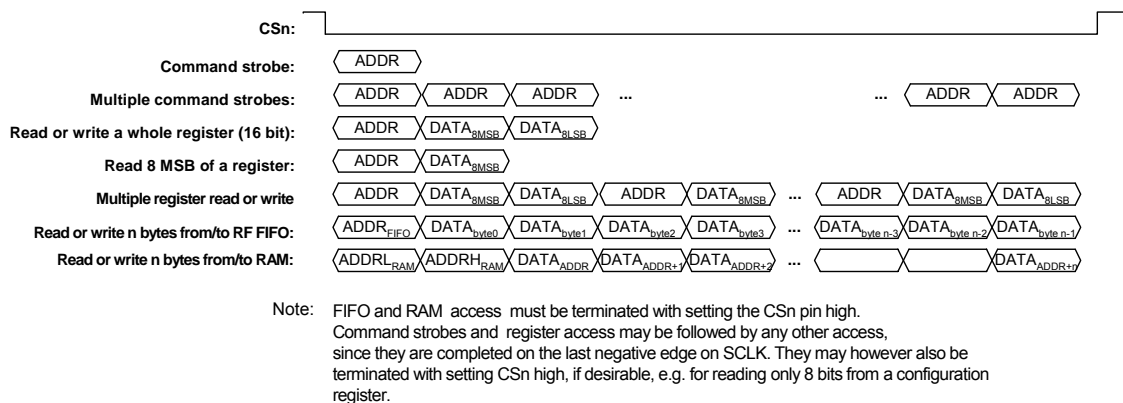 CSn:
Command strobe: ADDR
Multiple command strobes: ADDR ADDR ADDR ... ... ADDR ADDR
Read or write a whole register (16 bit): ADDR DATA8MSB DATA8LSB
Read 8 MSB of a register: ADDR DATA8MSB
Multiple register read or write ADDR DATA8MSB DATA8LSB ADDR DATA8MSB ... ADDR DATA8MSB DATA8LSB
Read or write n bytes from/to RF FIFO: ADDRFIFO DATAbyte0 DATAbyte1 DATAbyte2 DATAbyte3 ... DATAbyte n-3 DATAbyte n-2 DATAbyte n-1
Read or write n bytes from/to RAM: ADDRLRAM ADDRHRAM DATAADDR DATAADDR+1 DATAADDR+2 ... DATAADDR+n
Note: FIFO and RAM access must be terminated with setting the CSn pin high.
Command strobes and register access may be followed by any other access,
since they are completed on the last negative edge on SCLK. They may however also be
terminated with setting CSn high, if desirable, e.g. for reading only 8 bits from a configuration
register.